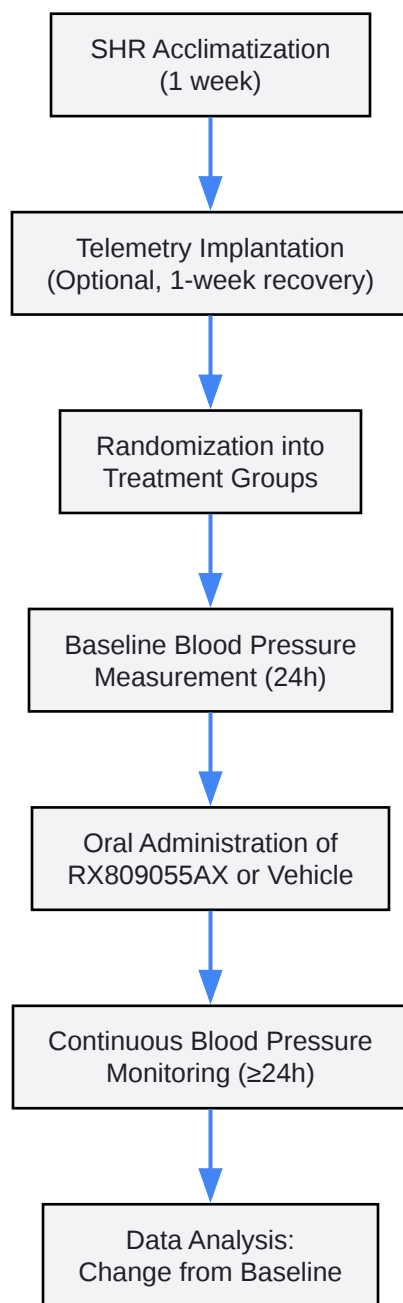 SHR Acclimatization
(1 week)
Telemetry Implantation
(Optional, 1-week recovery)
Randomization into
Treatment Groups
Baseline Blood Pressure
Measurement (24h)
Oral Administration of
RX809055AX or Vehicle
Continuous Blood Pressure
Monitoring (≥24h)
Data Analysis:
Change from Baseline